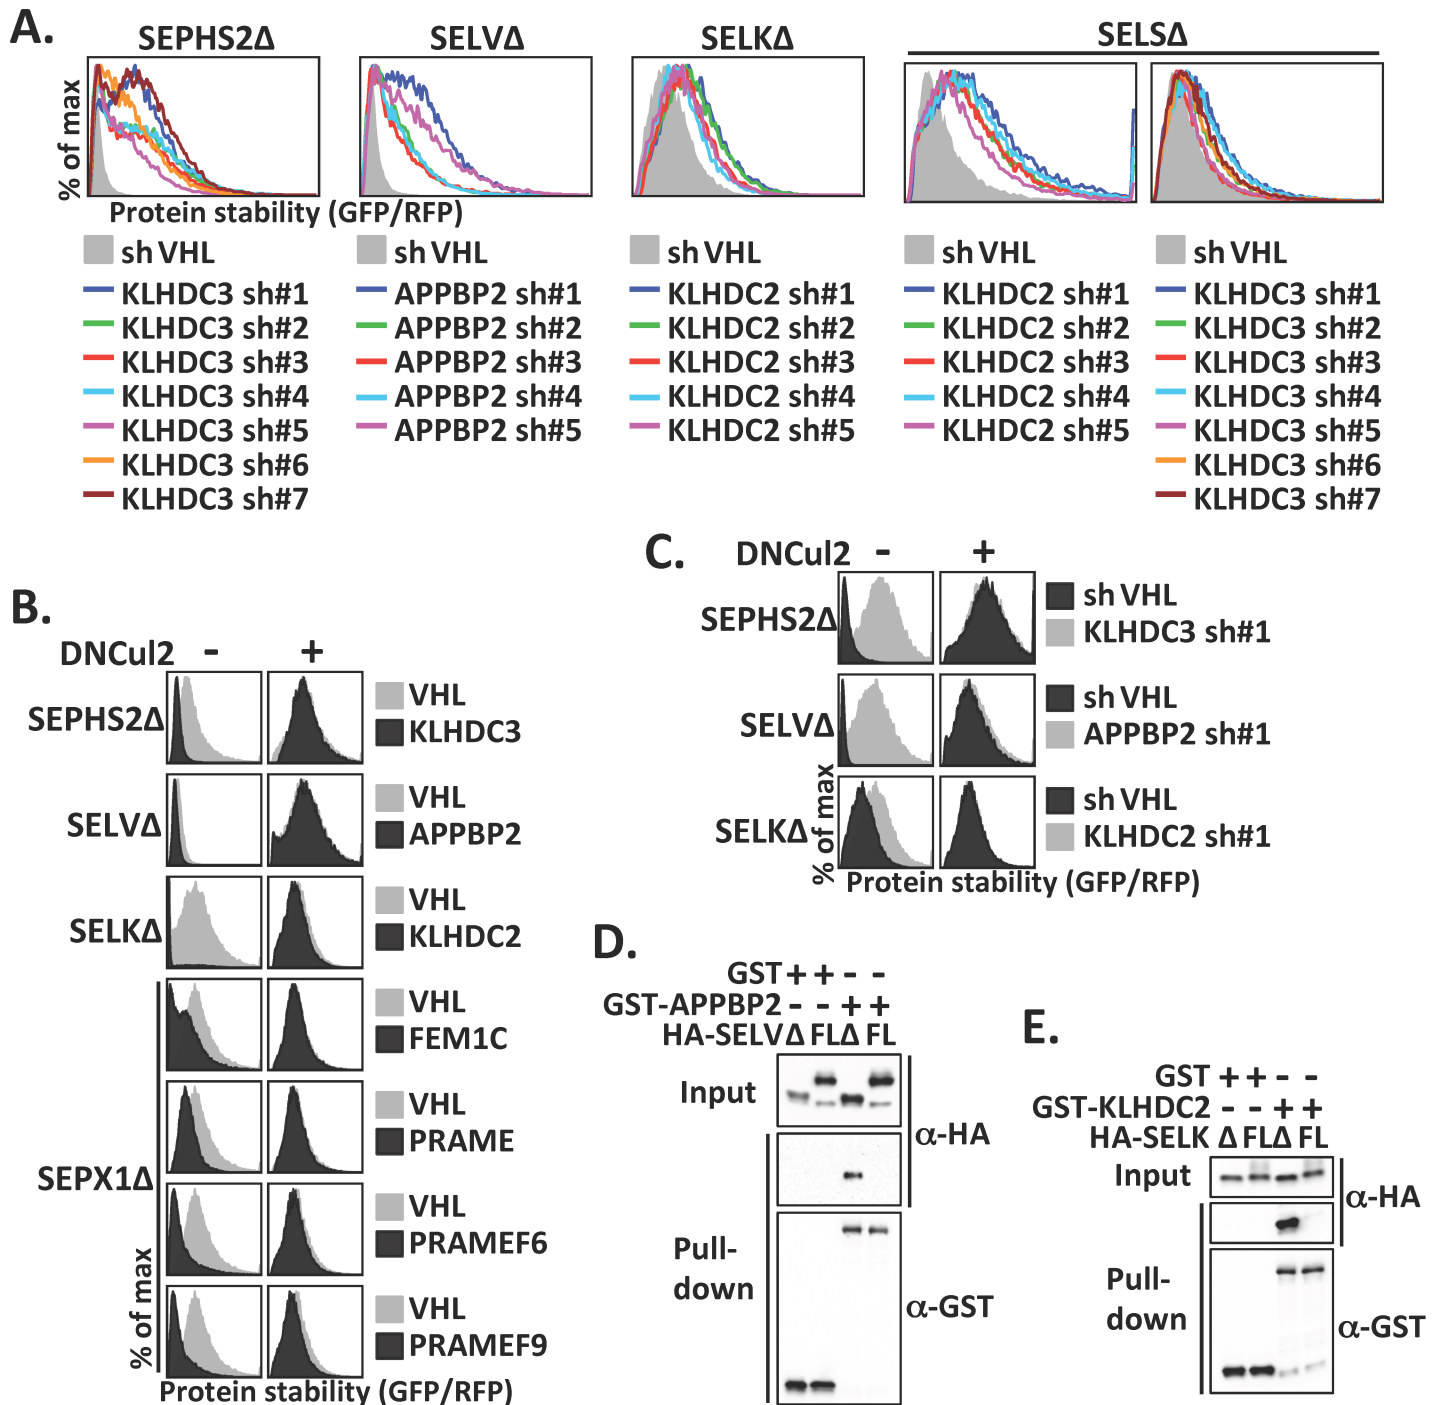 A.
SEPHS2Δ SELVΔ SELKΔ SELSΔ
% of max
Protein stability (GFP/RFP)
sh VHL
KLHDC3 sh#1
KLHDC3 sh#2
KLHDC3 sh#3
KLHDC3 sh#4
KLHDC3 sh#5
KLHDC3 sh#6
KLHDC3 sh#7
sh VHL
APPBP2 sh#1
APPBP2 sh#2
APPBP2 sh#3
APPBP2 sh#4
APPBP2 sh#5
sh VHL
KLHDC2 sh#1
KLHDC2 sh#2
KLHDC2 sh#3
KLHDC2 sh#4
KLHDC2 sh#5
sh VHL
KLHDC2 sh#1
KLHDC2 sh#2
KLHDC2 sh#3
KLHDC2 sh#4
KLHDC2 sh#5
sh VHL
KLHDC3 sh#1
KLHDC3 sh#2
KLHDC3 sh#3
KLHDC3 sh#4
KLHDC3 sh#5
KLHDC3 sh#6
KLHDC3 sh#7
B.
DNCul2 - +
SEPHS2Δ
VHL
KLHDC3
SELVΔ
VHL
APPBP2
SELKΔ
VHL
KLHDC2
SEPX1Δ
VHL
FEM1C
VHL
PRAME
VHL
PRAMEF6
VHL
PRAMEF9
% of max
Protein stability (GFP/RFP)
C.
DNCul2 - +
SEPHS2Δ
sh VHL
KLHDC3 sh#1
SELVΔ
sh VHL
APPBP2 sh#1
SELKΔ
sh VHL
KLHDC2 sh#1
% of max
Protein stability (GFP/RFP)
D.
GST + + - -
GST-APPBP2 - - + +
HA-SELV Δ FL Δ FL
Input
α-HA
Pull-
down
α-GST
E.
GST + + - -
GST-KLHDC2 - - + +
HA-SELK Δ FL Δ FL
Input
α-HA
Pull-
down
α-GST